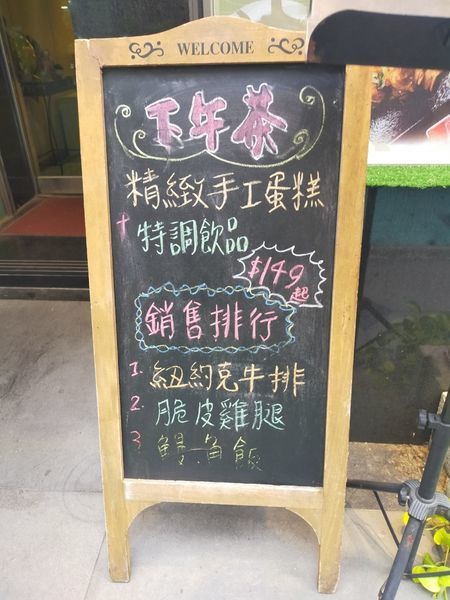 WELCOME
下午茶
精緻手工蛋糕
+特調飲品
$149起
銷售排行
1. 紐約克牛排
2. 脆皮雞腿
3. 鰻魚飯